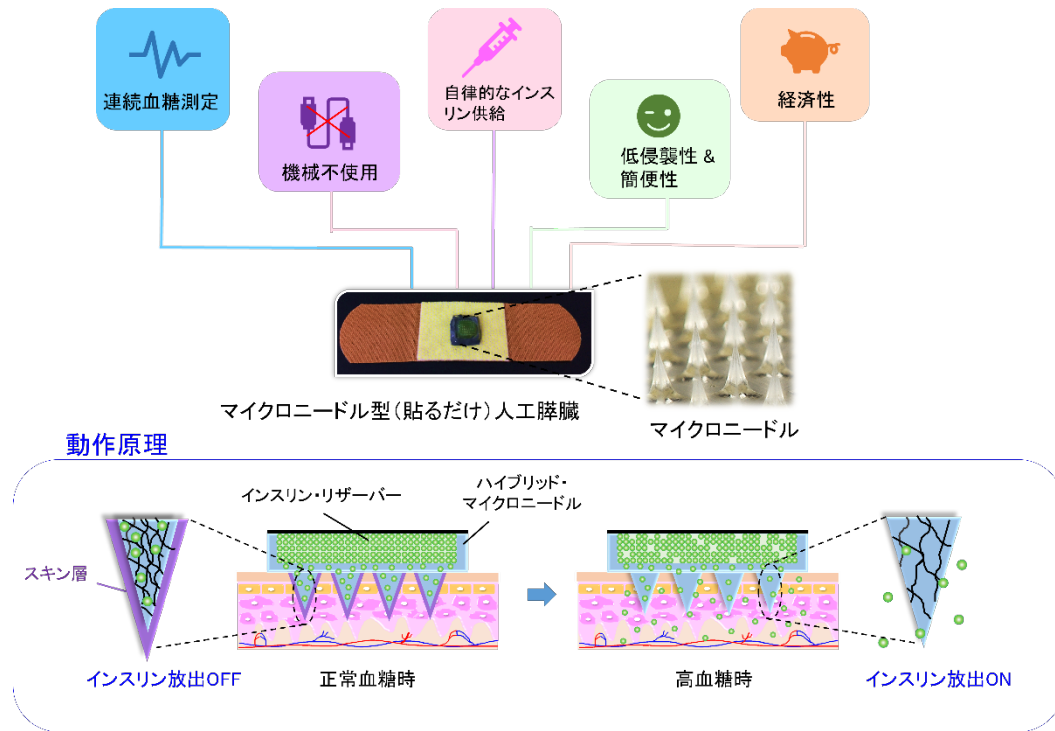 連続血糖測定
機械不使用
自律的なインス
リン供給
低侵襲性 &
簡便性
経済性
マイクロニードル型(貼るだけ)人工膵臓
マイクロニードル
動作原理
インスリン・リザーバー
ハイブリッド・
マイクロニードル
スキン層
インスリン放出OFF
正常血糖時
高血糖時
インスリン放出ON